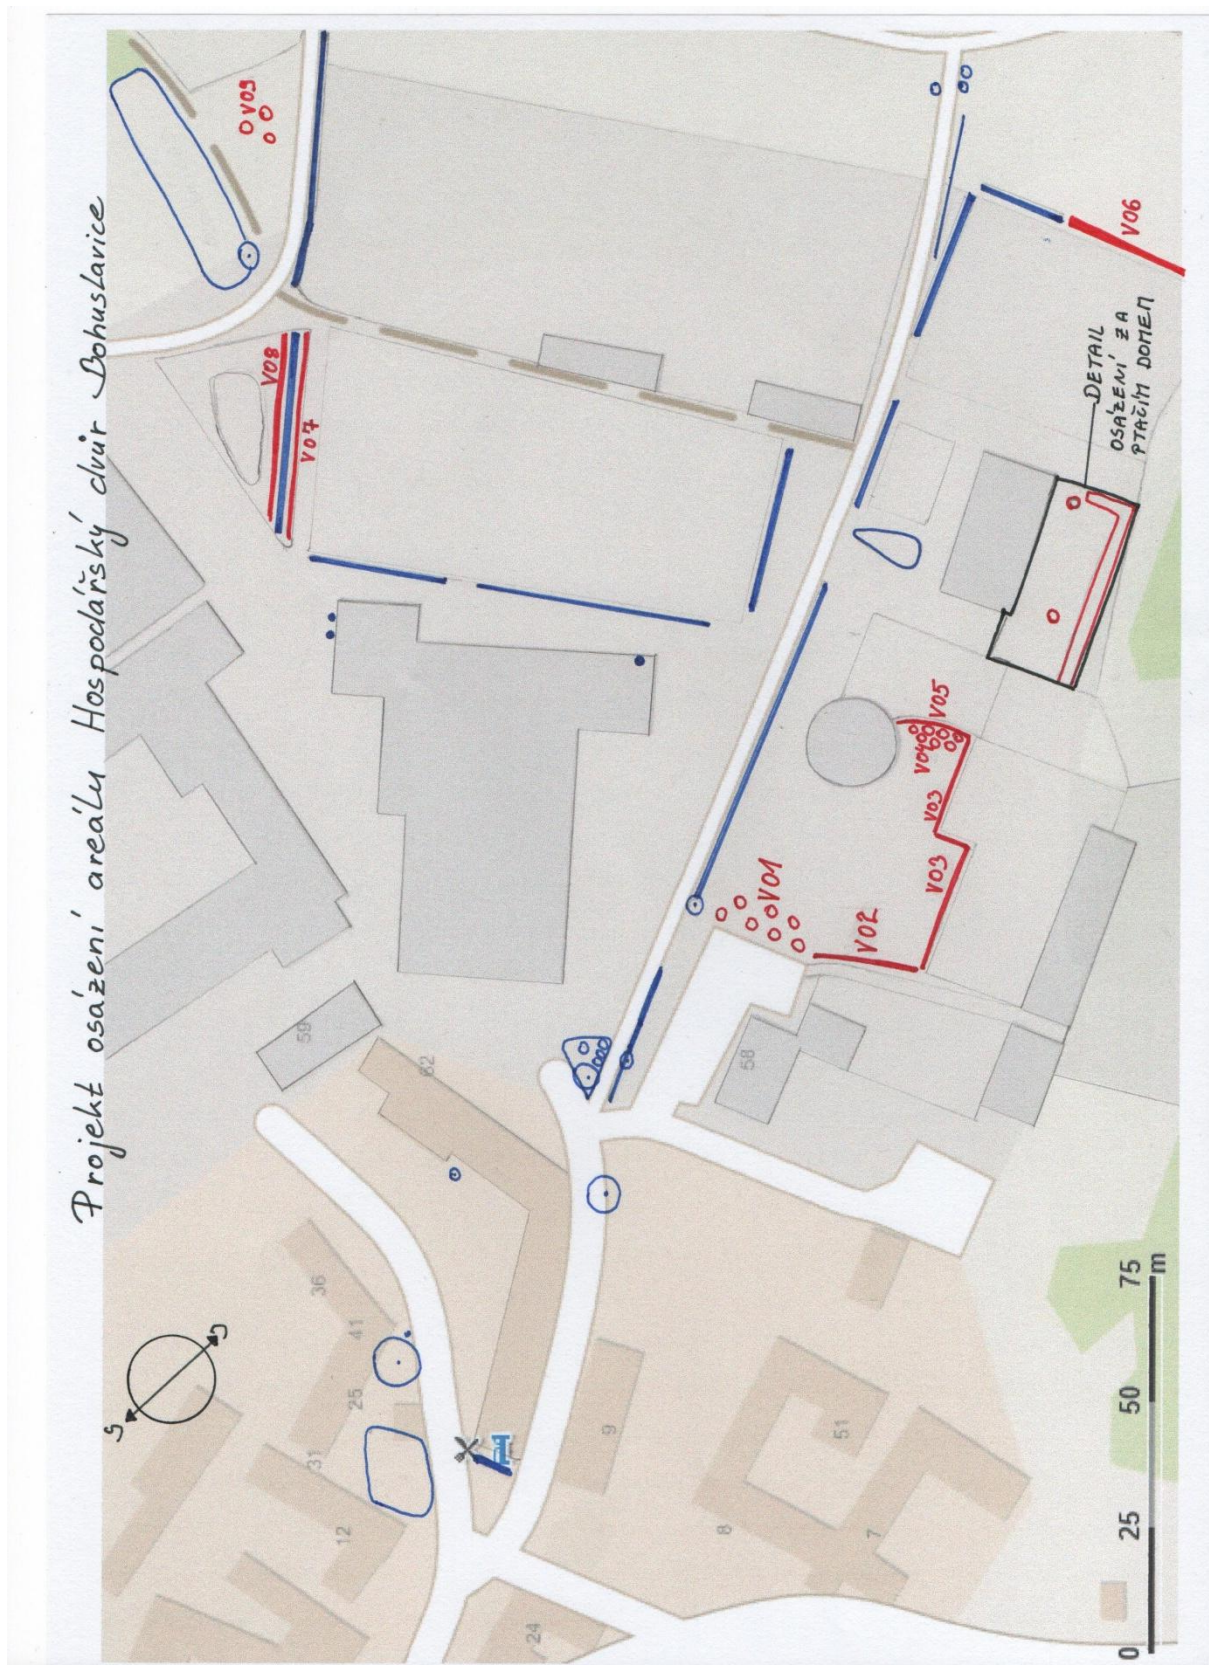 Projekt osázení areálu Hospodářský dvůr Bohuslavice
S
J
V09
V08
V07
V06
DETAIL
OSÁZENÍ ZA
PTAČÍM DOMEM
V05
V04
V03
V03
V01
V02
59
62
58
36
41
25
31
12
9
51
8
7
24
0
25
50
75
m